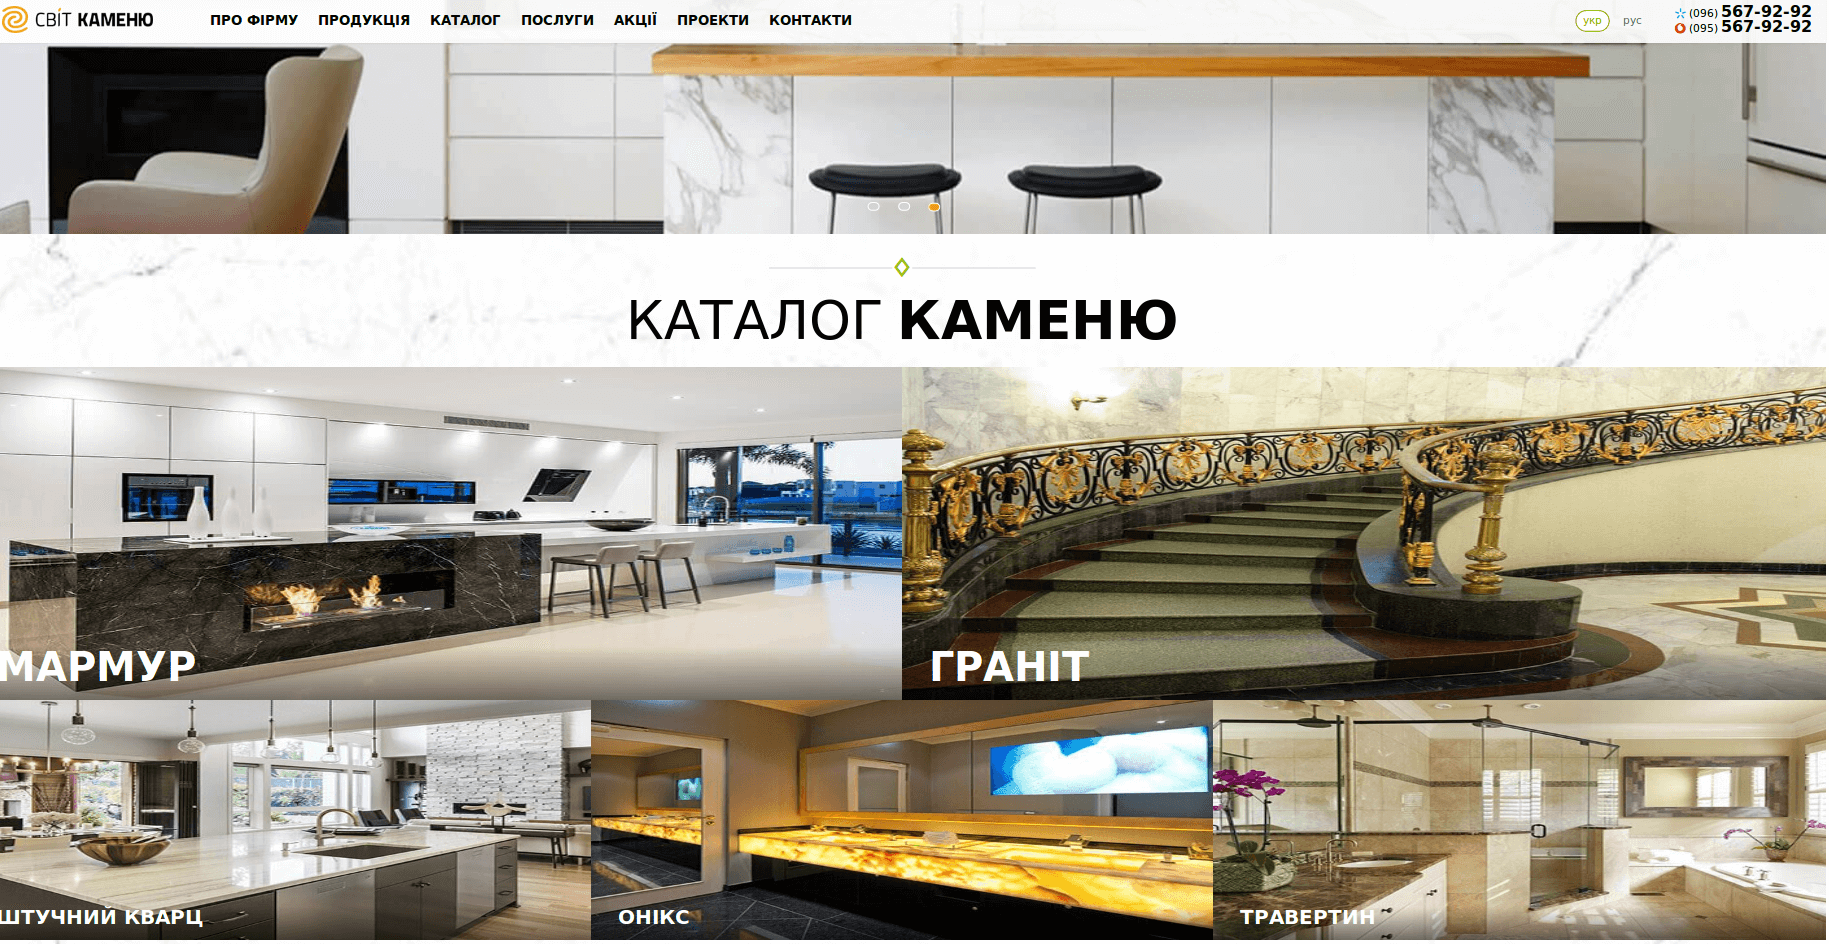 СВІТ КАМЕНЮ
ПРО ФІРМУ ПРОДУКЦІЯ КАТАЛОГ ПОСЛУГИ АКЦІЇ ПРОЕКТИ КОНТАКТИ
укр рус
(096) 567-92-92
(095) 567-92-92
КАТАЛОГ КАМЕНЮ
МАРМУР
ГРАНІТ
ШТУЧНИЙ КВАРЦ
ОНІКС
ТРАВЕРТИН